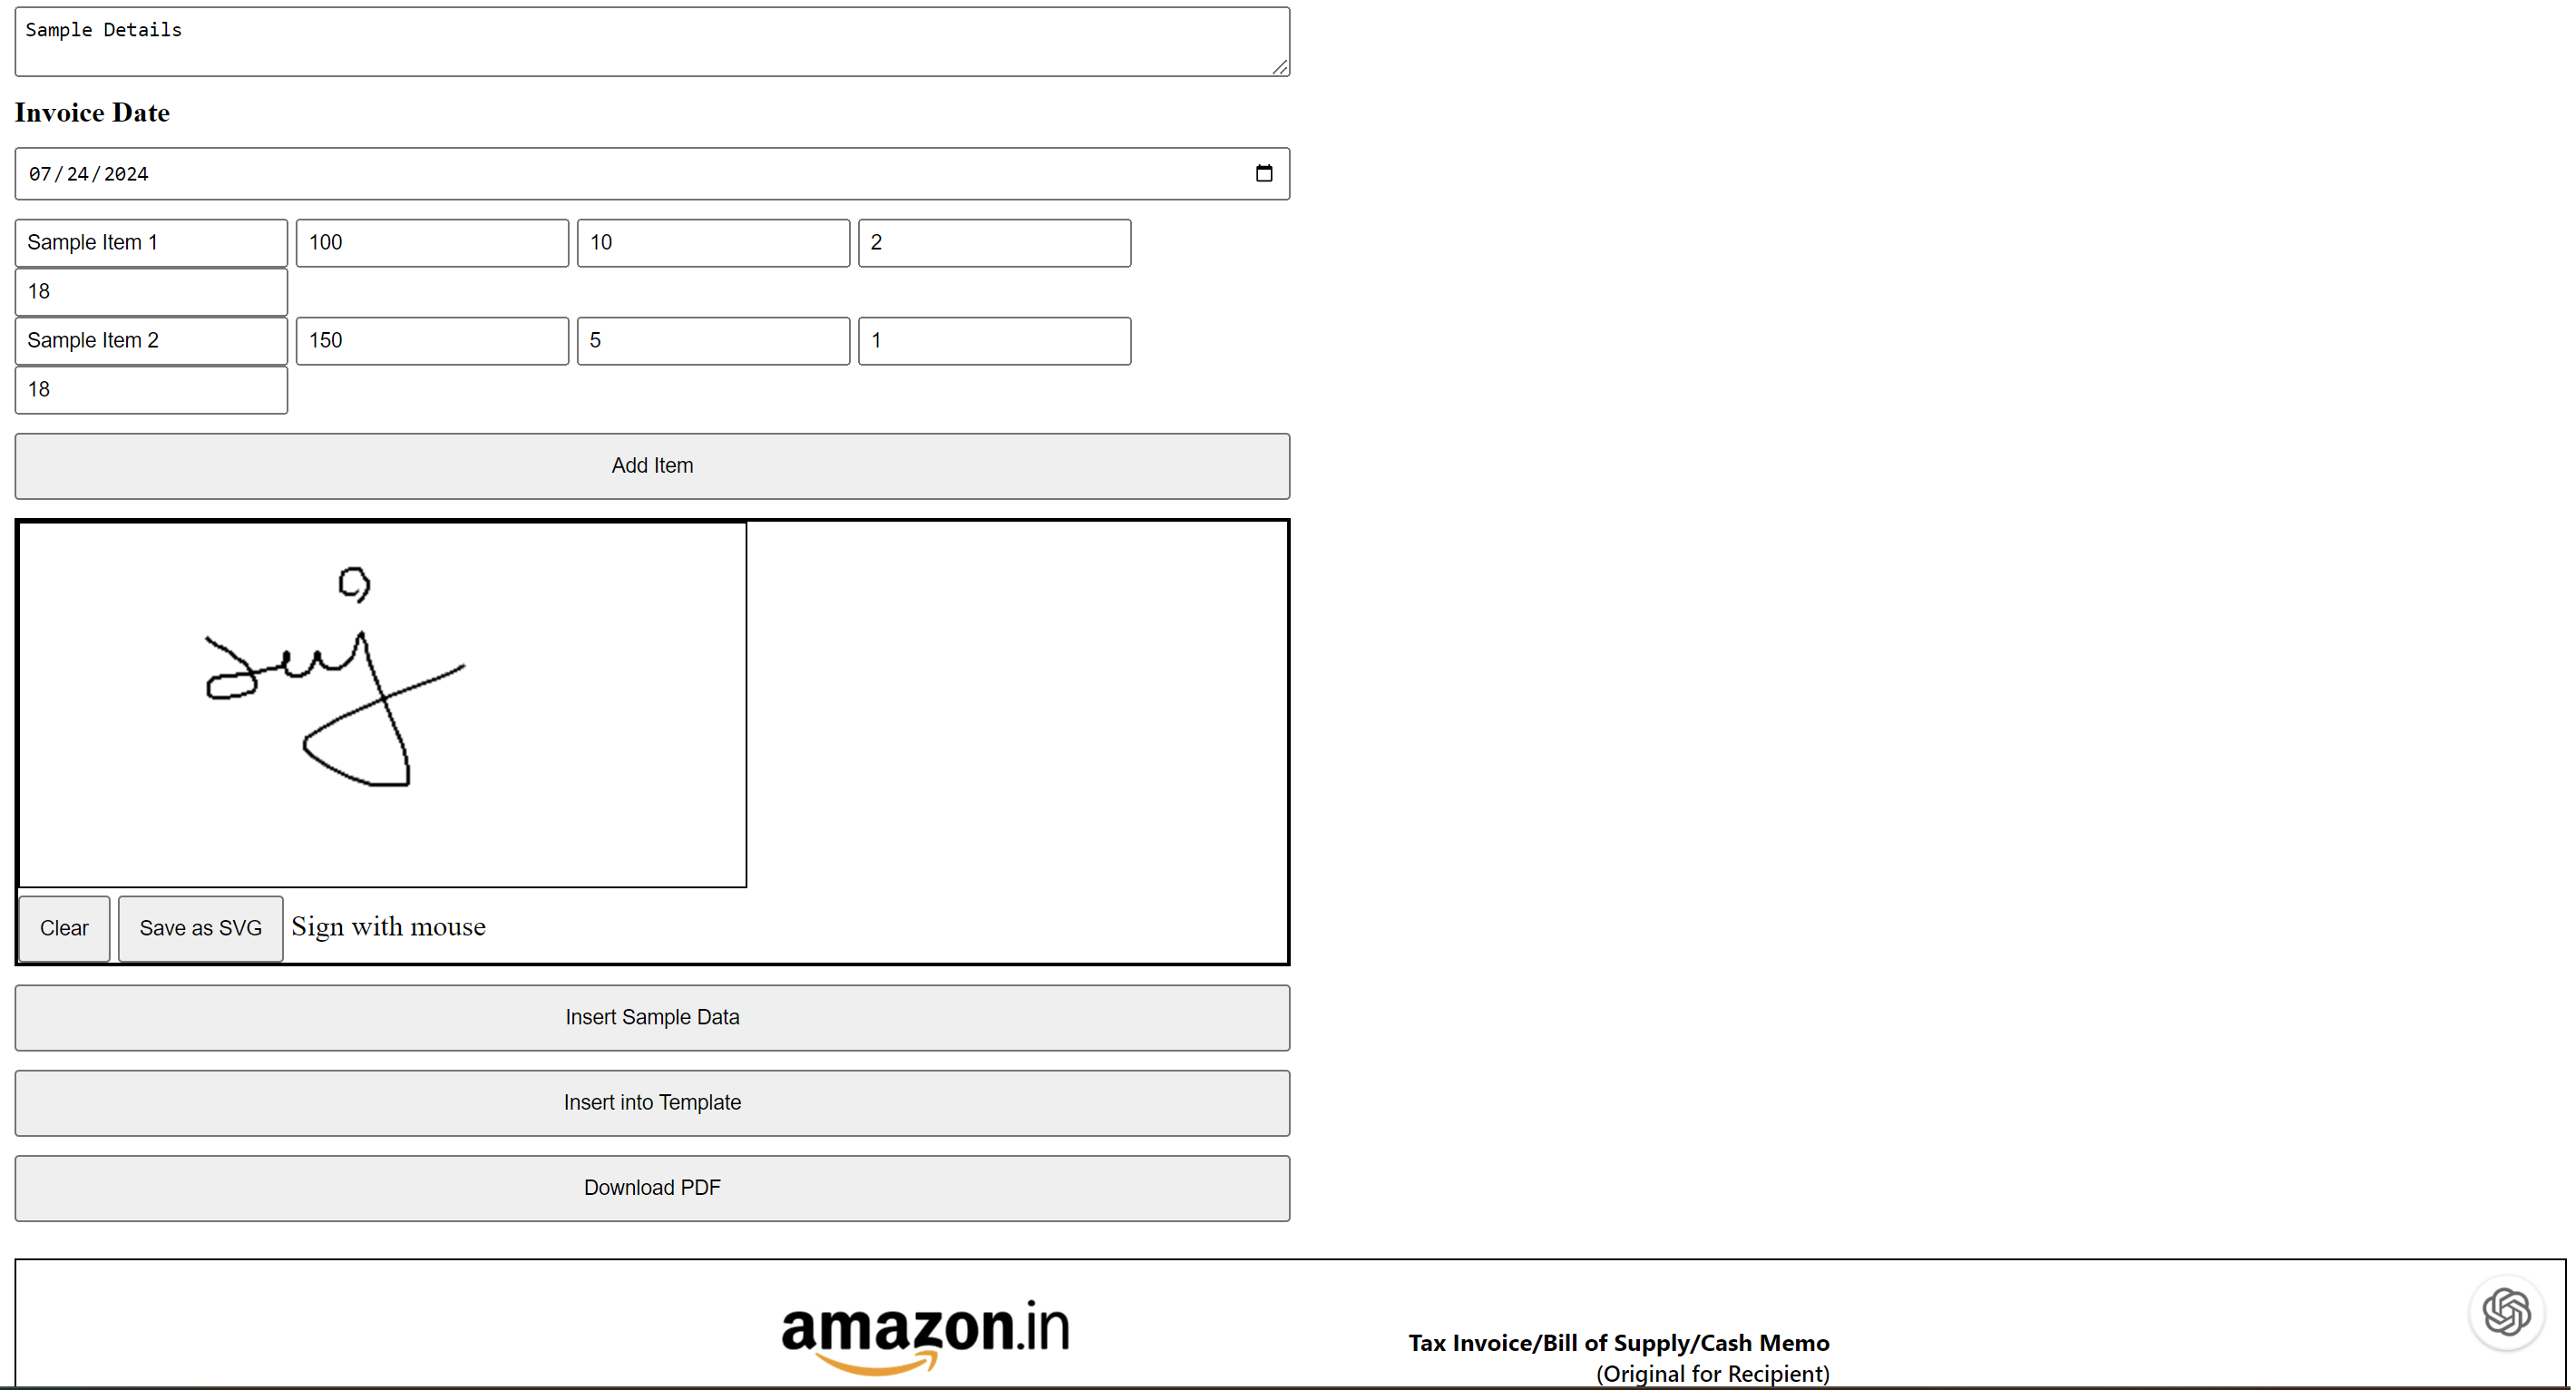 Sample Details
Invoice Date
07/24/2024
Sample Item 1 100 10 2
18
Sample Item 2 150 5 1
18
Add Item
Clear Save as SVG Sign with mouse
Insert Sample Data
Insert into Template
Download PDF
amazon.in
Tax Invoice/Bill of Supply/Cash Memo
(Original for Recipient)